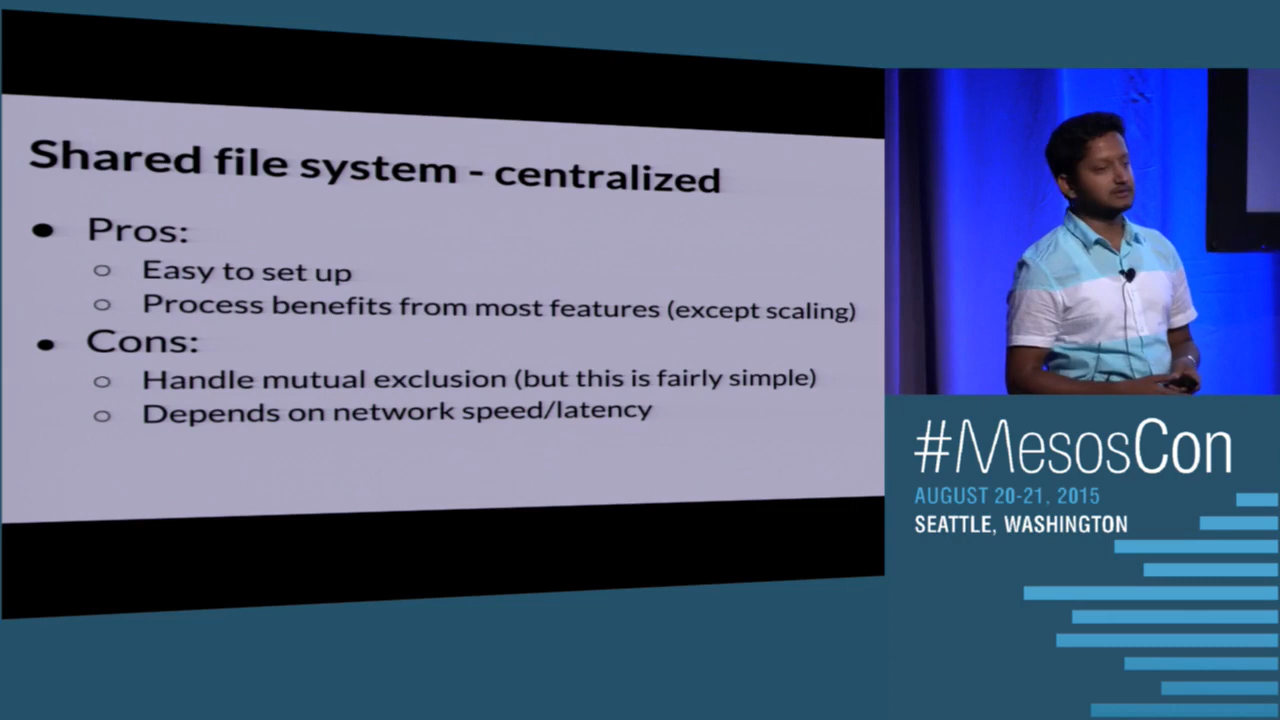 Shared file system - centralized
● Pros:
○ Easy to set up
○ Process benefits from most features (except scaling)
● Cons:
○ Handle mutual exclusion (but this is fairly simple)
○ Depends on network speed/latency
#MesosCon
AUGUST 20-21, 2015
SEATTLE, WASHINGTON